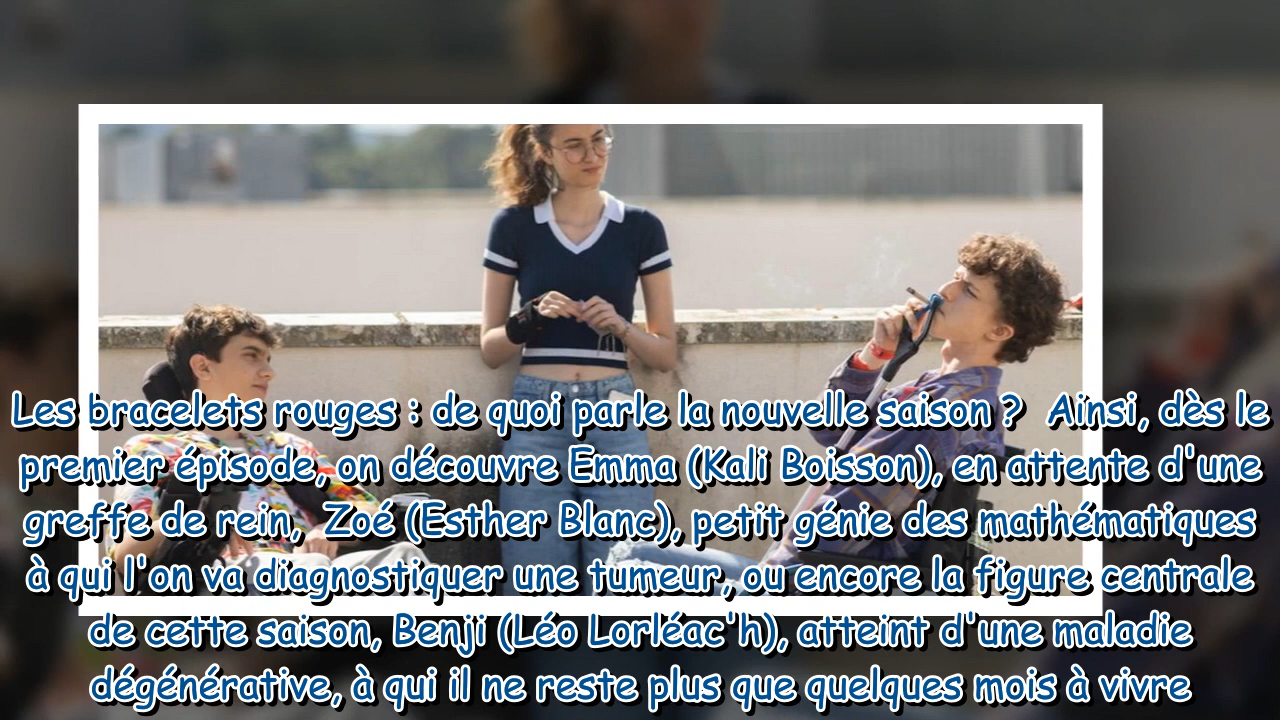 Les bracelets rouges : de quoi parle la nouvelle saison ?  Ainsi, dès le
premier épisode, on découvre Emma (Kali Boisson), en attente d'une
greffe de rein,  Zoé (Esther Blanc), petit génie des mathématiques
à qui l'on va diagnostiquer une tumeur, ou encore la figure centrale
de cette saison, Benji (Léo Lorléac'h), atteint d'une maladie
dégénérative, à qui il ne reste plus que quelques mois à vivre